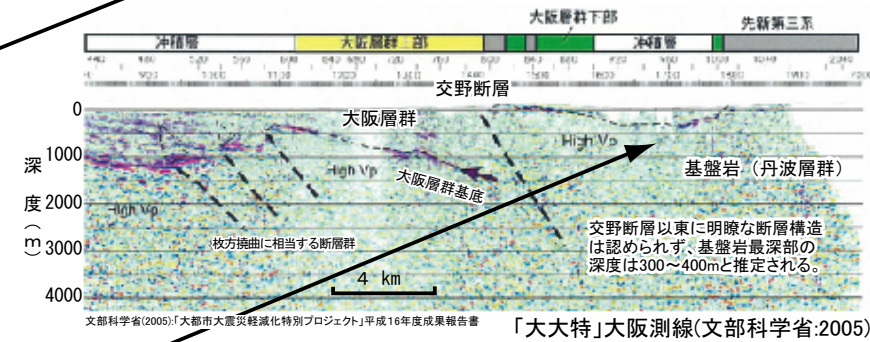 大阪層群下部
先新第三系
沖積層
大阪層群上部
沖積層
交野断層
0
1000
2000
3000
4000
深度(m)
大阪層群
High Vp
High Vp
High Vp
大阪層群基底
基盤岩(丹波層群)
枚方撓曲に相当する断層群
交野断層以東に明瞭な断層構造
は認められず、基盤岩最深部の
深度は300~400mと推定される。
4 km
文部科学省(2005):「大都市大震災軽減化特別プロジェクト」平成16年度成果報告書
「大大特」大阪測線(文部科学省:2005)